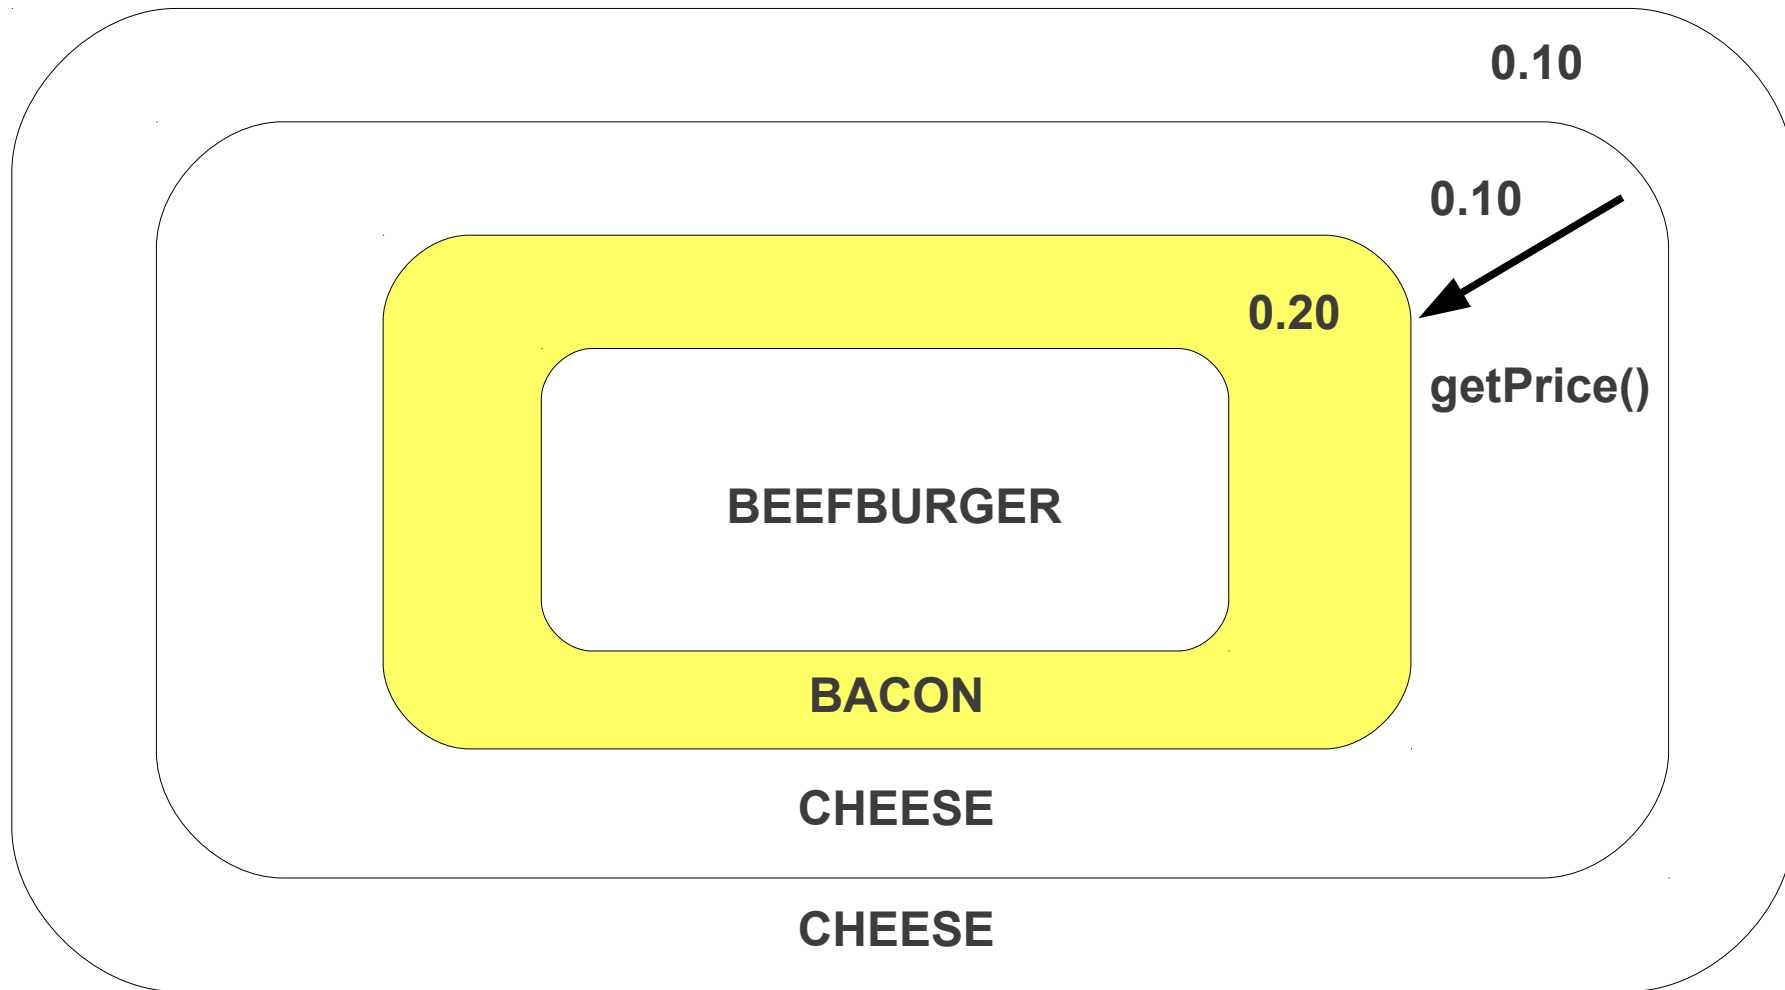 0.10
0.10
0.20
getPrice()
BEEFBURGER
BACON
CHEESE
CHEESE